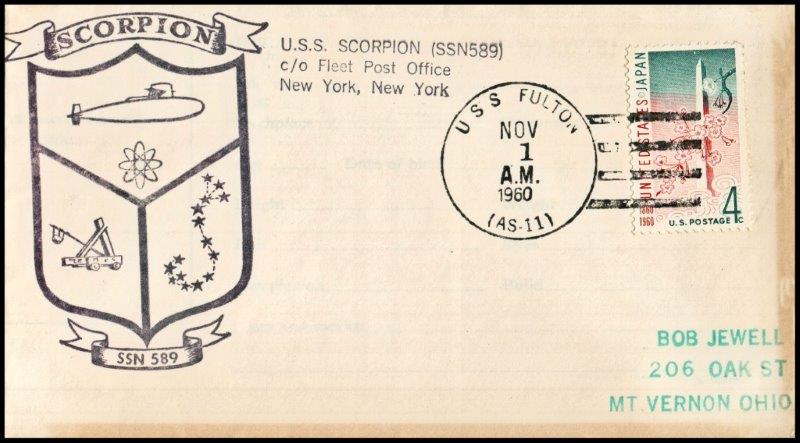 SCORPION
SSN 589
U.S.S. SCORPION (SSN589)
c/o Fleet Post Office
New York, New York
USS FULTON
NOV
1
A.M.
1960
(AS-11)
UNITED STATES JAPAN
1860
1960
U.S. POSTAGE 4c
BOB JEWELL
206 OAK ST
MT VERNON OHIO